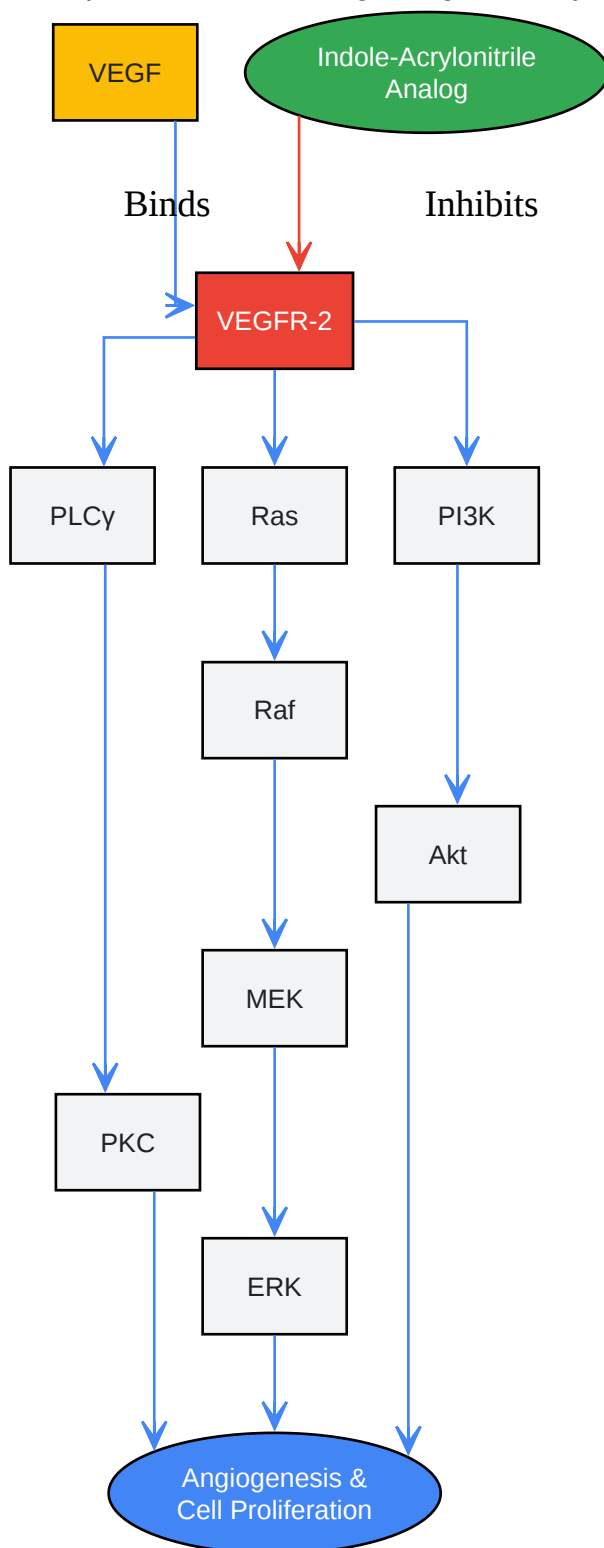 VEGF
Indole-Acrylonitrile
Analog
Binds
Inhibits
VEGFR-2
PLCγ
Ras
PI3K
Raf
Akt
MEK
PKC
ERK
Angiogenesis &
Cell Proliferation